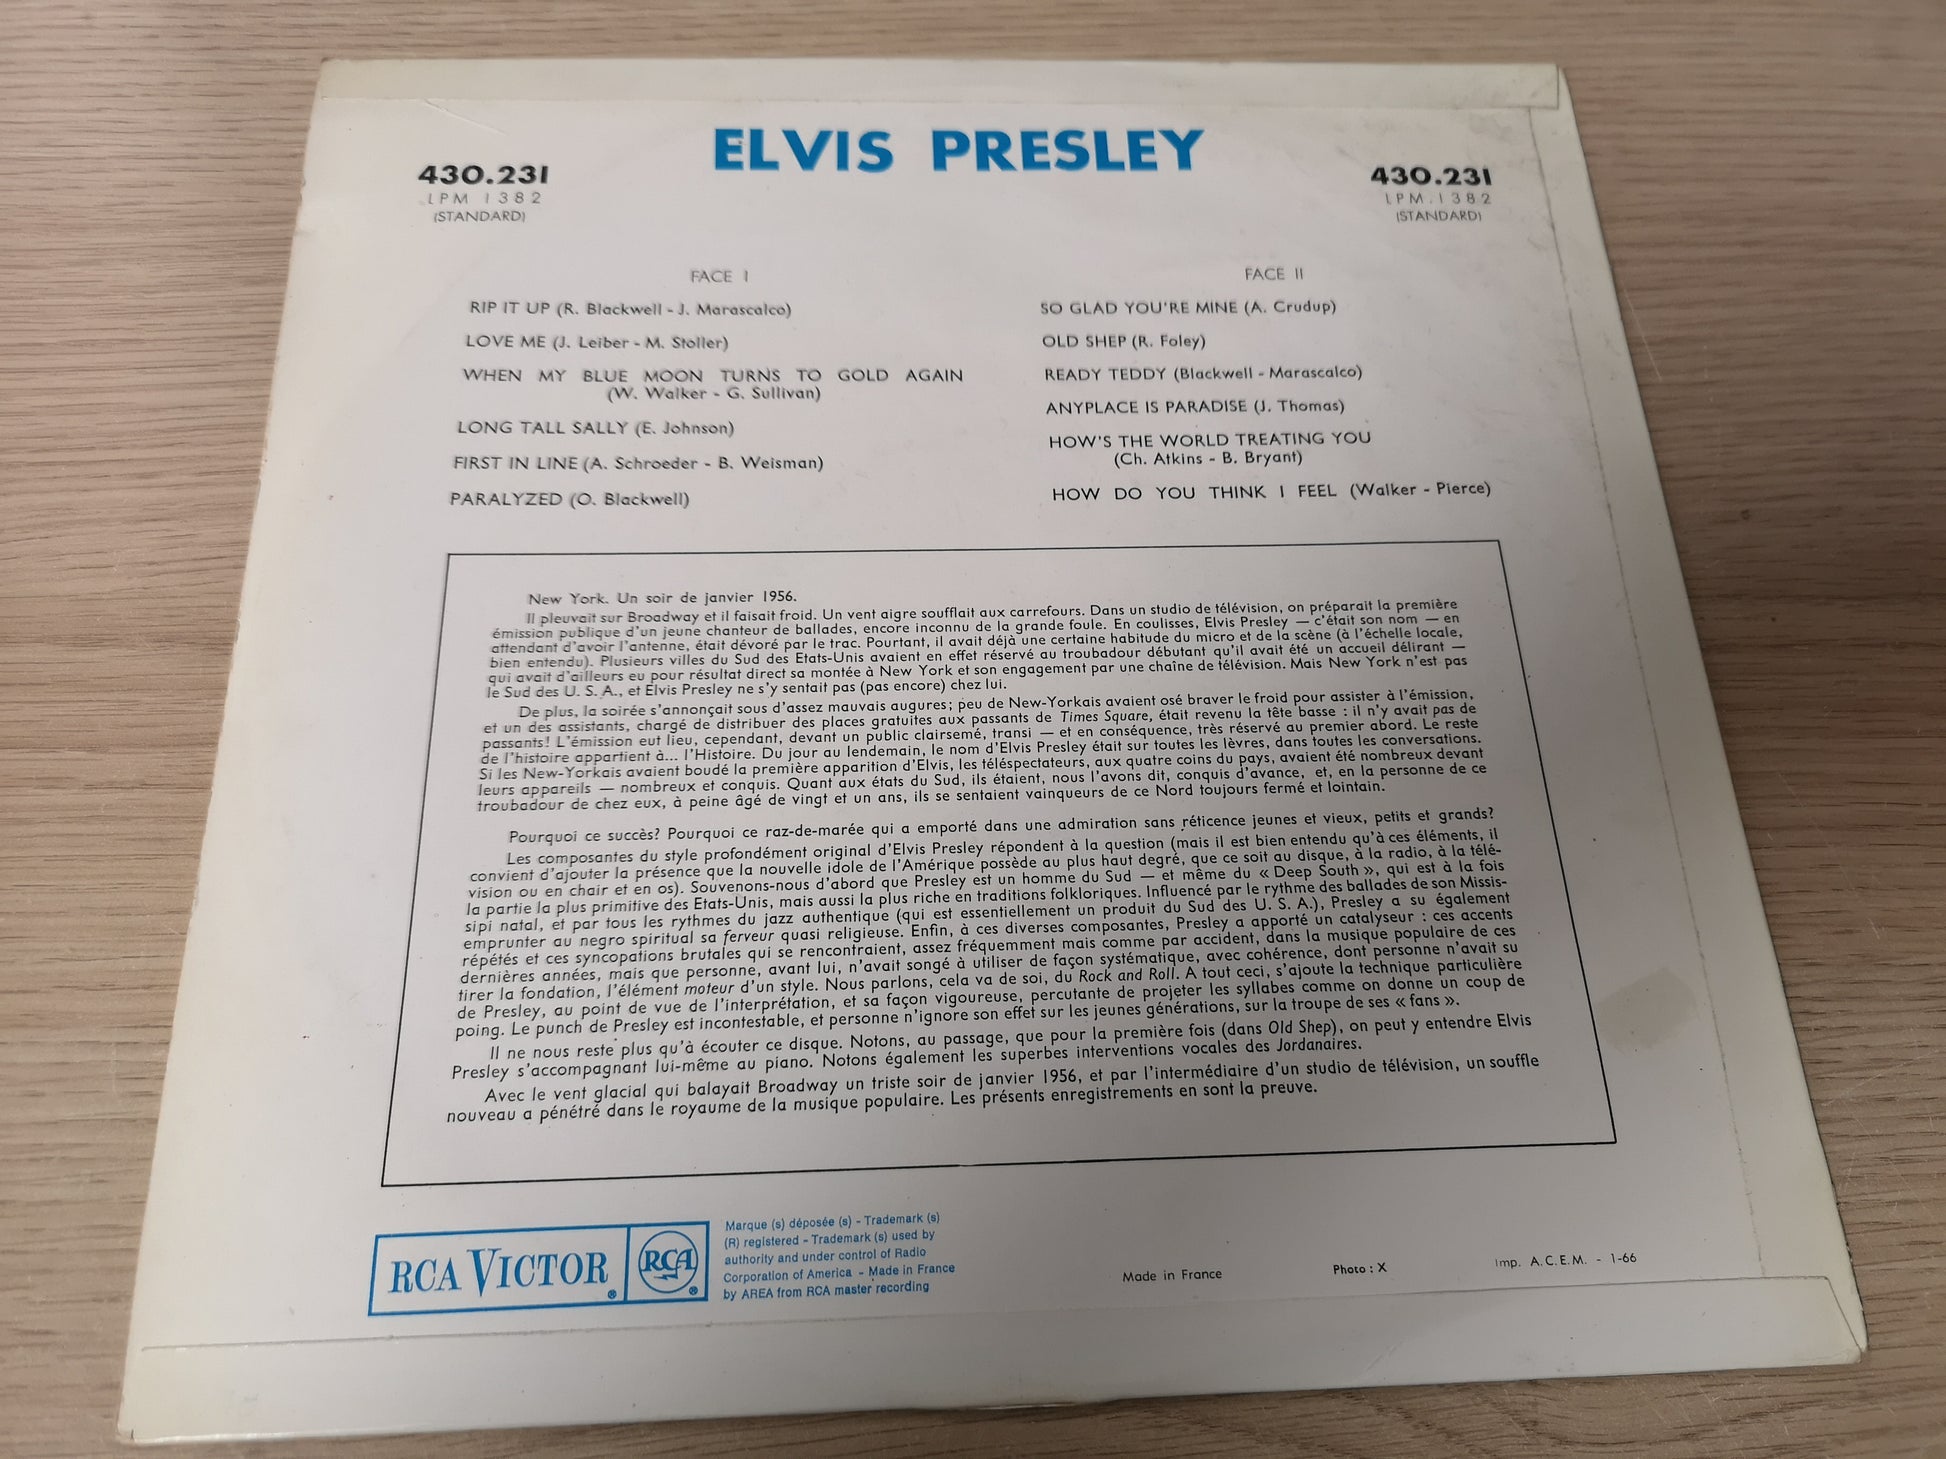 ELVIS PRESLEY
430.231
LPM 1382
(STANDARD)
430.231
LPM.1382
(STANDARD)
FACE I
RIP IT UP (R. Blackwell - J. Marascalco)
LOVE ME (J. Leiber - M. Stoller)
WHEN MY BLUE MOON TURNS TO GOLD AGAIN
(W. Walker - G. Sullivan)
LONG TALL SALLY (E. Johnson)
FIRST IN LINE (A. Schroeder - B. Weisman)
PARALYZED (O. Blackwell)
FACE II
SO GLAD YOU'RE MINE (A. Crudup)
OLD SHEP (R. Foley)
READY TEDDY (Blackwell - Marascalco)
ANYPLACE IS PARADISE (J. Thomas)
HOW'S THE WORLD TREATING YOU
(Ch. Atkins - B. Bryant)
HOW DO YOU THINK I FEEL (Walker - Pierce)
New York. Un soir de janvier 1956.
Il pleuvait sur Broadway et il faisait froid. Un vent aigre soufflait aux carrefours. Dans un studio de télévision, on préparait la première
émission publique d'un jeune chanteur de ballades, encore inconnu de la grande foule. En coulisses, Elvis Presley — c'était son nom — en
attendant d'avoir l'antenne, était dévoré par le trac. Pourtant, il avait déjà une certaine habitude du micro et de la scène (à l'échelle locale,
bien entendu). Plusieurs villes du Sud des Etats-Unis avaient en effet réservé au troubadour débutant qu'il avait été un accueil délirant —
qui avait d'ailleurs eu pour résultat direct sa montée à New York et son engagement par une chaîne de télévision. Mais New York n'est pas
le Sud des U. S. A., et Elvis Presley ne s'y sentait pas (pas encore) chez lui.
De plus, la soirée s'annonçait sous d'assez mauvais augures; peu de New-Yorkais avaient osé braver le froid pour assister à l'émission,
et un des assistants, chargé de distribuer des places gratuites aux passants de Times Square, était revenu la tête basse : il n'y avait pas de
passants! L'émission eut lieu, cependant, devant un public clairsemé, transi — et en conséquence, très réservé au premier abord. Le reste
de l'histoire appartient à... l'Histoire. Du jour au lendemain, le nom d'Elvis Presley était sur toutes les lèvres, dans toutes les conversations.
Si les New-Yorkais avaient boudé la première apparition d'Elvis, les téléspectateurs, aux quatre coins du pays, avaient été nombreux devant
leurs appareils — nombreux et conquis. Quant aux états du Sud, ils étaient, nous l'avons dit, conquis d'avance, et, en la personne de ce
troubadour de chez eux, à peine âgé de vingt et un ans, ils se sentaient vainqueurs de ce Nord toujours fermé et lointain.
Pourquoi ce succès? Pourquoi ce raz-de-marée qui a emporté dans une admiration sans réticence jeunes et vieux, petits et grands?
Les composantes du style profondément original d'Elvis Presley répondent à la question (mais il est bien entendu qu'à ces éléments, il
convient d'ajouter la présence que la nouvelle idole de l'Amérique possède au plus haut degré, que ce soit au disque, à la radio, à la télé-
vision ou en chair et en os). Souvenons-nous d'abord que Presley est un homme du Sud — et même du « Deep South », qui est à la fois
la partie la plus primitive des Etats-Unis, mais aussi la plus riche en traditions folkloriques. Influencé par le rythme des ballades de son Missis-
sipi natal, et par tous les rythmes du jazz authentique (qui est essentiellement un produit du Sud des U. S. A.), Presley a su également
emprunter au negro spiritual sa ferveur quasi religieuse. Enfin, à ces diverses composantes, Presley a apporté un catalyseur : ces accents
répétés et ces syncopations brutales qui se rencontraient, assez fréquemment mais comme par accident, dans la musique populaire de ces
dernières années, mais que personne, avant lui, n'avait songé à utiliser de façon systématique, avec cohérence, dont personne n'avait su
tirer la fondation, l'élément moteur d'un style. Nous parlons, cela va de soi, du Rock and Roll. A tout ceci, s'ajoute la technique particulière
de Presley, au point de vue de l'interprétation, et sa façon vigoureuse, percutante de projeter les syllabes comme on donne un coup de
poing. Le punch de Presley est incontestable, et personne n'ignore son effet sur les jeunes générations, sur la troupe de ses « fans ».
Il ne nous reste plus qu'à écouter ce disque. Notons, au passage, que pour la première fois (dans Old Shep), on peut y entendre Elvis
Presley s'accompagnant lui-même au piano. Notons également les superbes interventions vocales des Jordanaires.
Avec le vent glacial qui balayait Broadway un triste soir de janvier 1956, et par l'intermédiaire d'un studio de télévision, un souffle
nouveau a pénétré dans le royaume de la musique populaire. Les présents enregistrements en sont la preuve.
RCA VICTOR ®
RCA ®
Marque (s) déposée (s) - Trademark (s)
(R) registered - Trademark (s) used by
authority and under control of Radio
Corporation of America - Made in France
by AREA from RCA master recording
Made in France
Photo : X
Imp. A.C.E.M. - 1-66